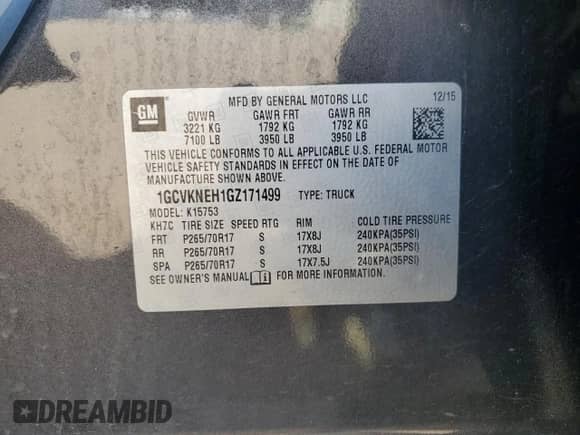 GM
MFD BY GENERAL MOTORS LLC 12/15
GVWR GAWR FRT GAWR RR
3221 KG 1792 KG 1792 KG
7100 LB 3950 LB 3950 LB
THIS VEHICLE CONFORMS TO ALL APPLICABLE U.S. FEDERAL MOTOR
VEHICLE SAFETY STANDARDS IN EFFECT ON THE DATE OF
MANUFACTURE SHOWN ABOVE.
1GCVKNEH1GZ171499 TYPE: TRUCK
MODEL: K15753
KH7C TIRE SIZE SPEED RTG RIM COLD TIRE PRESSURE
FRT P265/70R17 S 17X8J 240KPA(35PSI)
RR P265/70R17 S 17X8J 240KPA(35PSI)
SPA P265/70R17 S 17X7.5J 240KPA(35PSI)
SEE OWNER'S MANUAL FOR MORE INFORMATION.
DREAMBID